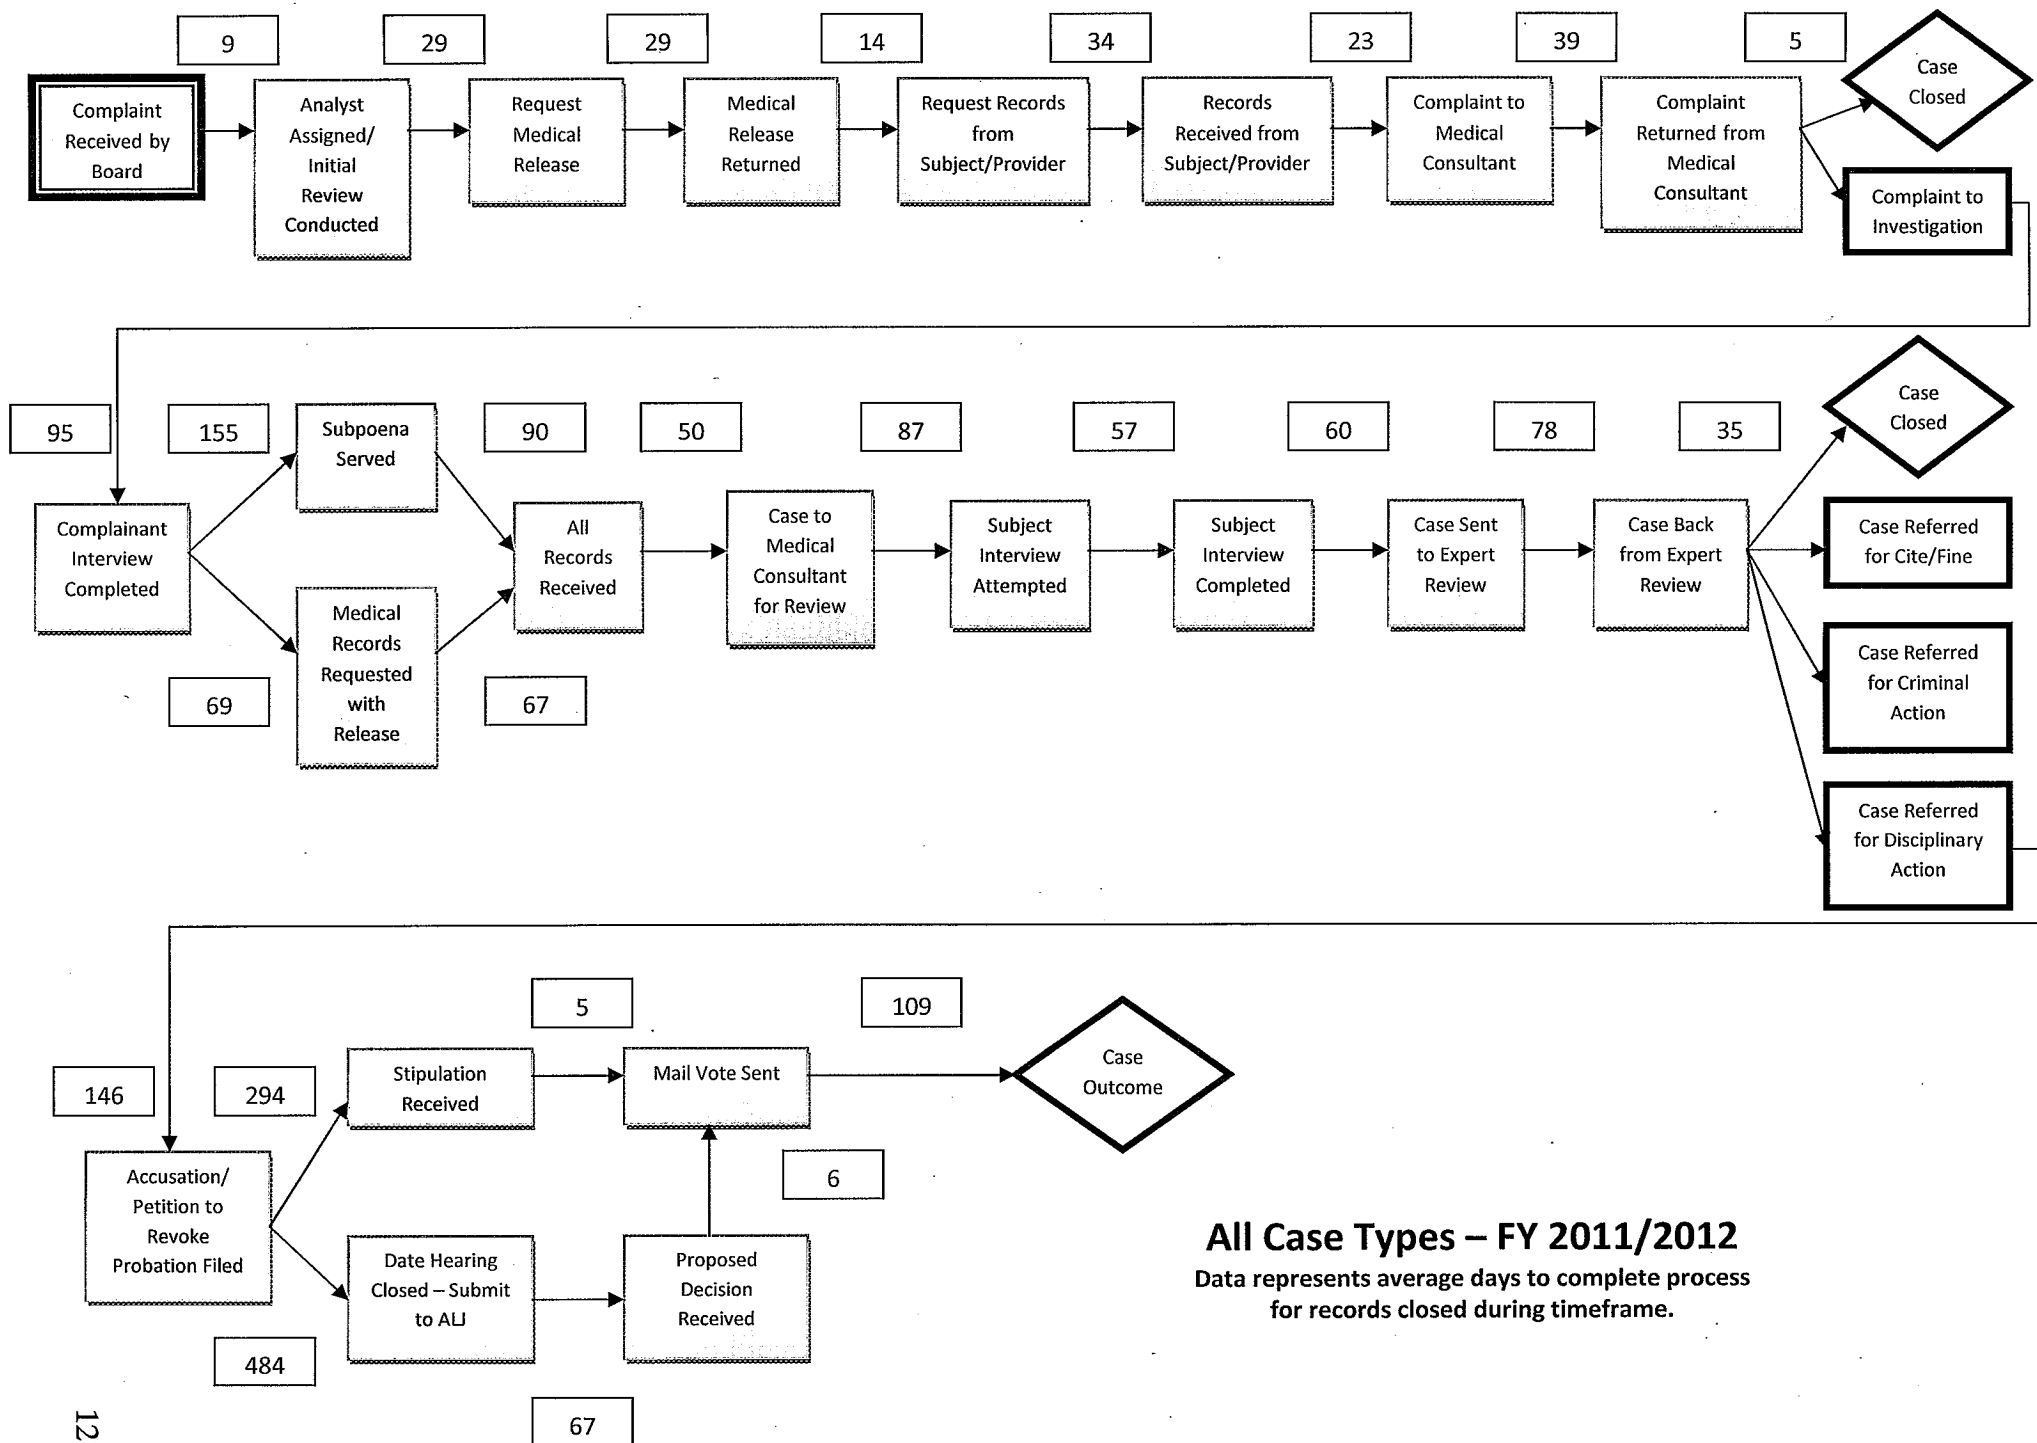 9
29
29
14
34
23
39
5
Complaint
Received by
Board
Analyst
Assigned/
Initial
Review
Conducted
Request
Medical
Release
Medical
Release
Returned
Request Records
from
Subject/Provider
Records
Received from
Subject/Provider
Complaint to
Medical
Consultant
Complaint
Returned from
Medical
Consultant
Case
Closed
Complaint to
Investigation
95
155
90
50
87
57
60
78
35
Complainant
Interview
Completed
Subpoena
Served
Medical
Records
Requested
with
Release
69
67
All
Records
Received
Case to
Medical
Consultant
for Review
Subject
Interview
Attempted
Subject
Interview
Completed
Case Sent
to Expert
Review
Case Back
from Expert
Review
Case
Closed
Case Referred
for Cite/Fine
Case Referred
for Criminal
Action
Case Referred
for Disciplinary
Action
146
294
5
109
Accusation/
Petition to
Revoke
Probation Filed
Stipulation
Received
Mail Vote Sent
Case
Outcome
6
Date Hearing
Closed – Submit
to ALJ
Proposed
Decision
Received
484
67
All Case Types – FY 2011/2012
Data represents average days to complete process
for records closed during timeframe.
12